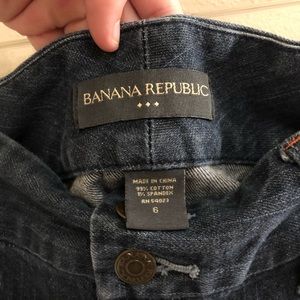 BANANA REPUBLIC
MADE IN CHINA
99% COTTON
1% SPANDEX
RN 54023
6